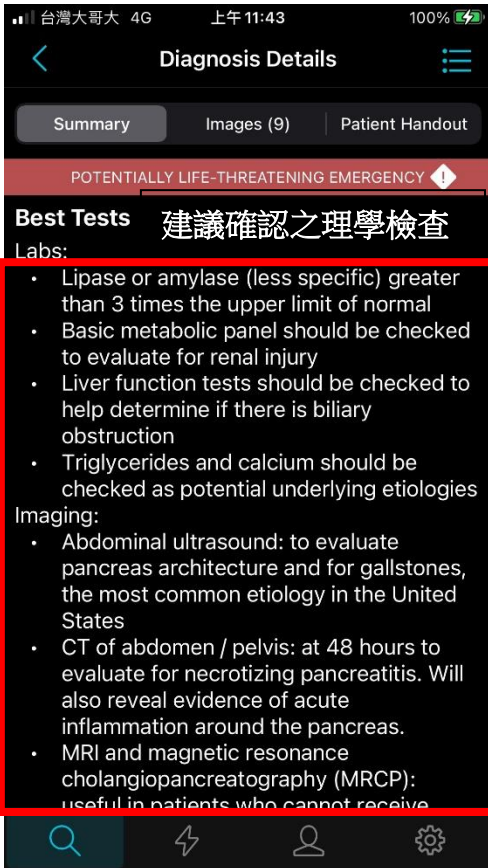 台灣大哥大 4G 上午11:43 100%
Diagnosis Details
Summary Images (9) Patient Handout
POTENTIALLY LIFE-THREATENING EMERGENCY !
Best Tests 建議確認之理學檢查
Labs:
• Lipase or amylase (less specific) greater
than 3 times the upper limit of normal
• Basic metabolic panel should be checked
to evaluate for renal injury
• Liver function tests should be checked to
help determine if there is biliary
obstruction
• Triglycerides and calcium should be
checked as potential underlying etiologies
Imaging:
• Abdominal ultrasound: to evaluate
pancreas architecture and for gallstones,
the most common etiology in the United
States
• CT of abdomen / pelvis: at 48 hours to
evaluate for necrotizing pancreatitis. Will
also reveal evidence of acute
inflammation around the pancreas.
• MRI and magnetic resonance
cholangiopancreatography (MRCP):
useful in patients who cannot receive